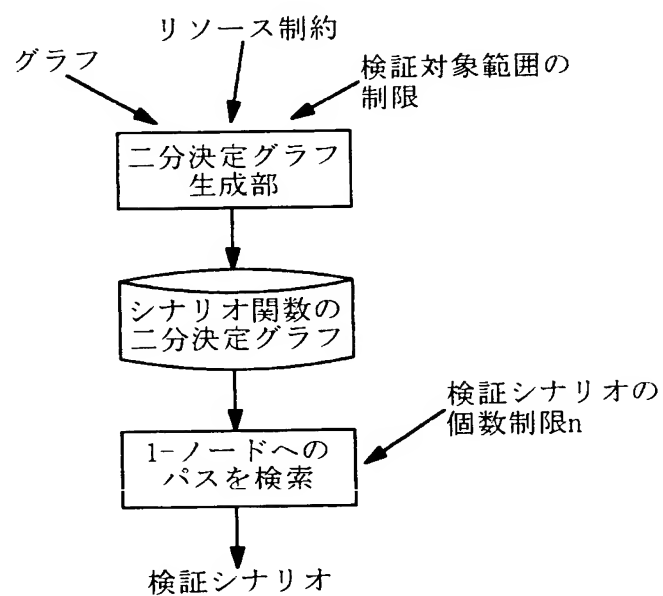 リソース制約
グラフ
検証対象範囲の
制限
二分決定グラフ
生成部
シナリオ関数の
二分決定グラフ
検証シナリオの
個数制限n
1-ノードへの
パスを検索
検証シナリオ